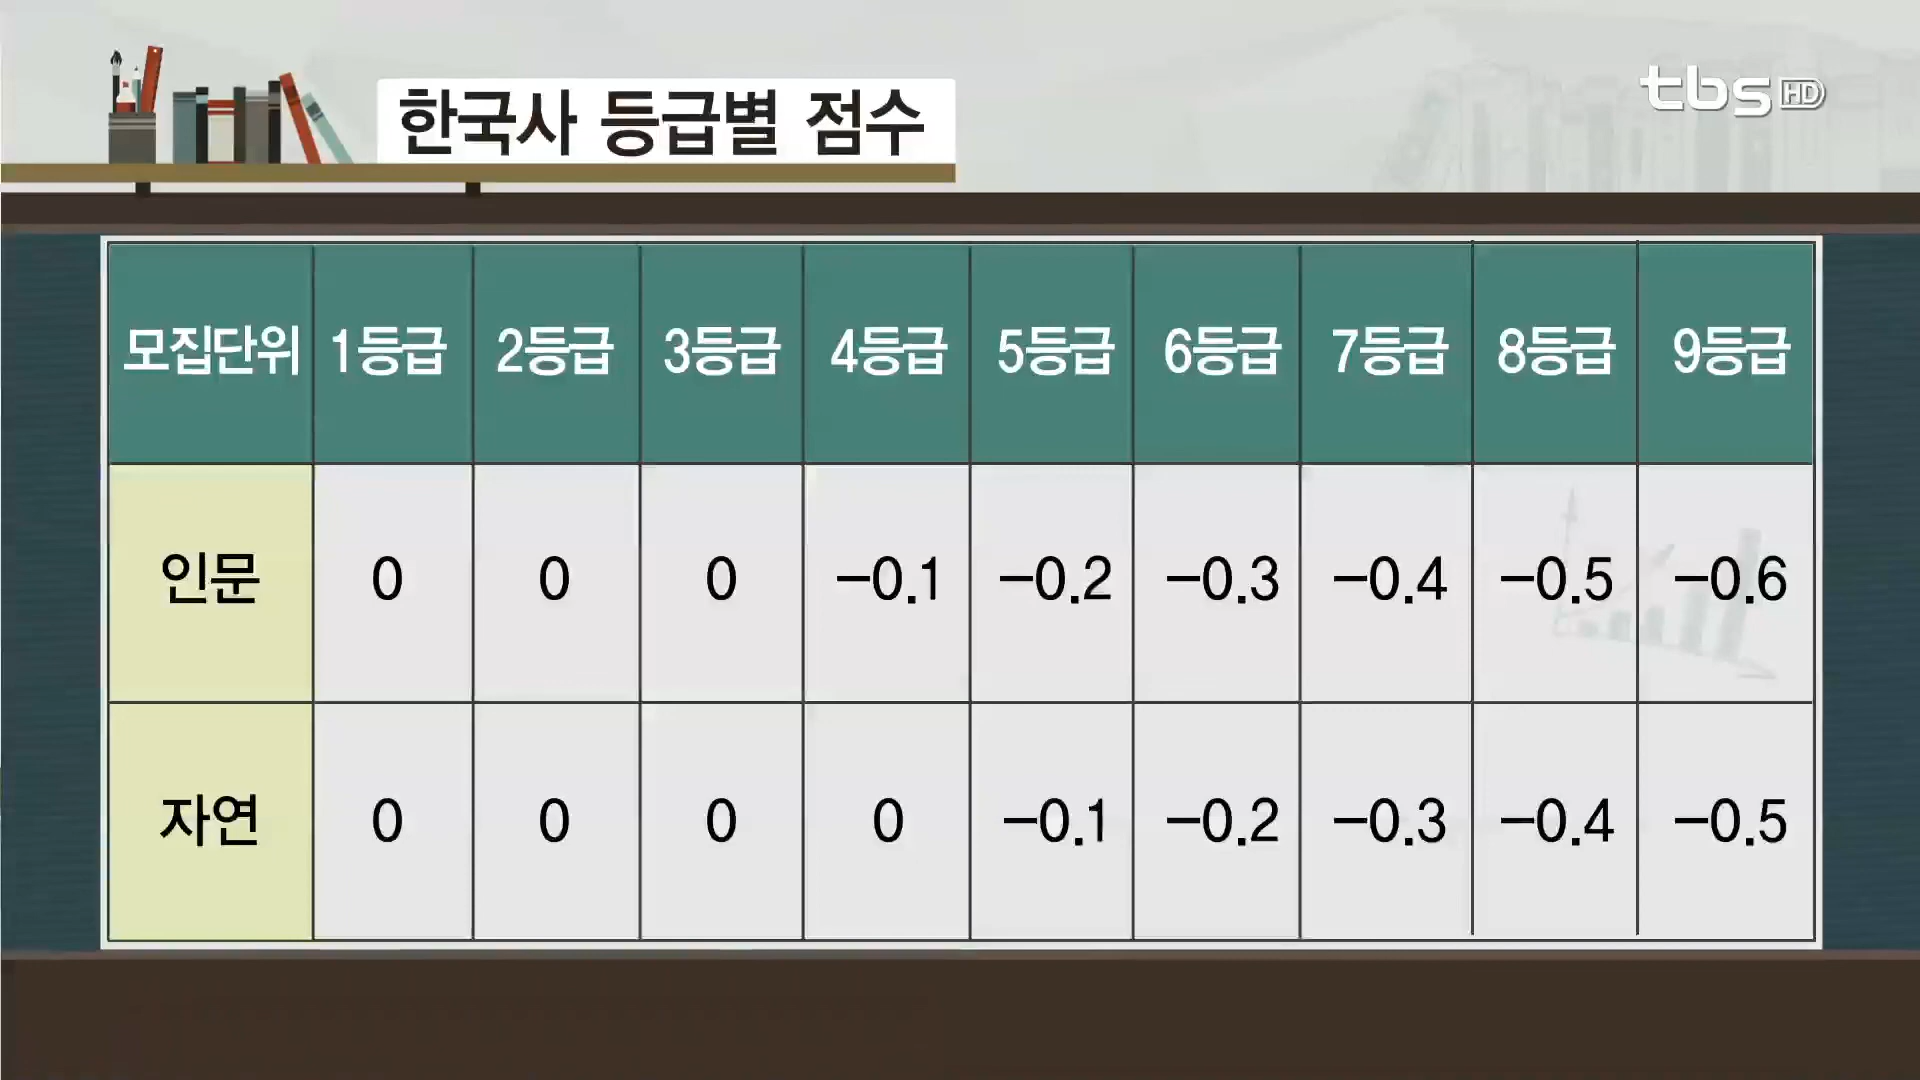 한국사 등급별 점수
tbs HD
모집단위 1등급 2등급 3등급 4등급 5등급 6등급 7등급 8등급 9등급
인문 0 0 0 -0.1 -0.2 -0.3 -0.4 -0.5 -0.6
자연 0 0 0 0 -0.1 -0.2 -0.3 -0.4 -0.5